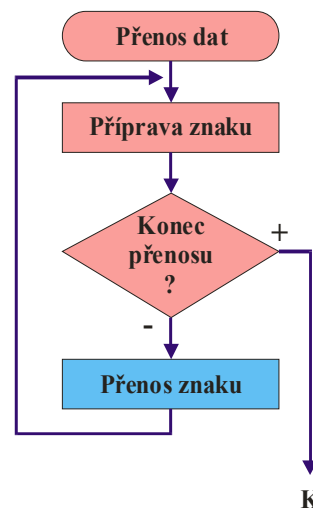 Přenos dat
Příprava znaku
Konec
přenosu
?
+
-
Přenos znaku
K